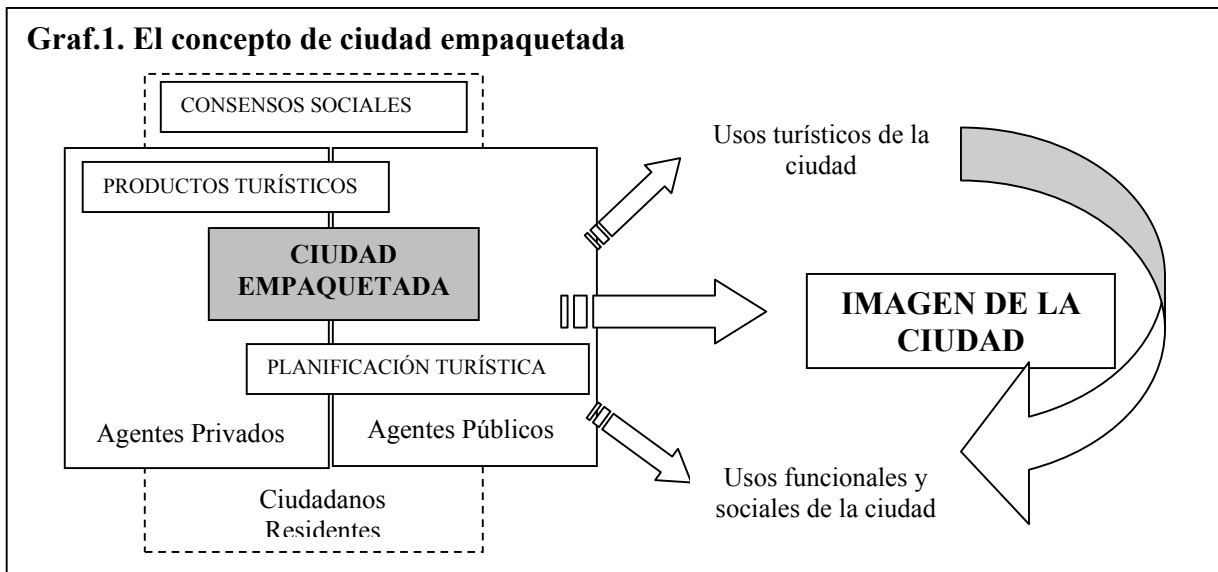 Graf.1. El concepto de ciudad empaquetada
CONSENSOS SOCIALES
PRODUCTOS TURÍSTICOS
CIUDAD
EMPAQUETADA
PLANIFICACIÓN TURÍSTICA
Agentes Privados
Agentes Públicos
Ciudadanos
Residentes
Usos turísticos de la
ciudad
IMAGEN DE LA
CIUDAD
Usos funcionales y
sociales de la ciudad